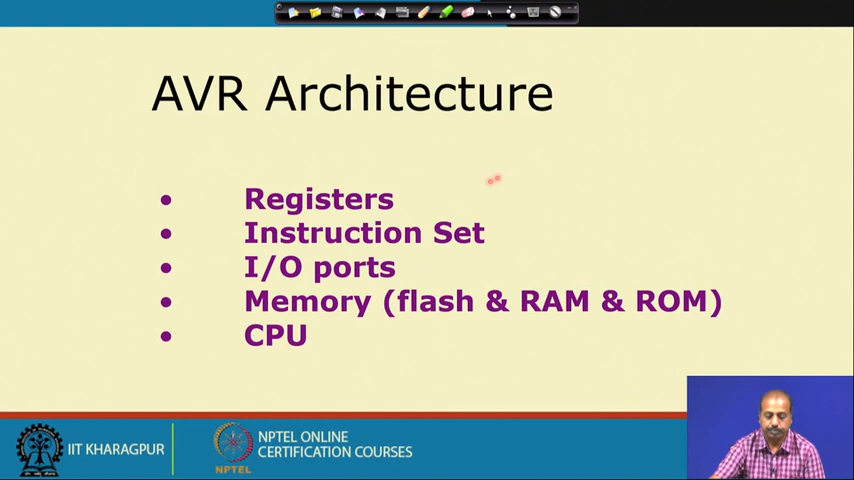 AVR Architecture
• Registers
• Instruction Set
• I/O ports
• Memory (flash & RAM & ROM)
• CPU
IIT KHARAGPUR
NPTEL
NPTEL ONLINE
CERTIFICATION COURSES